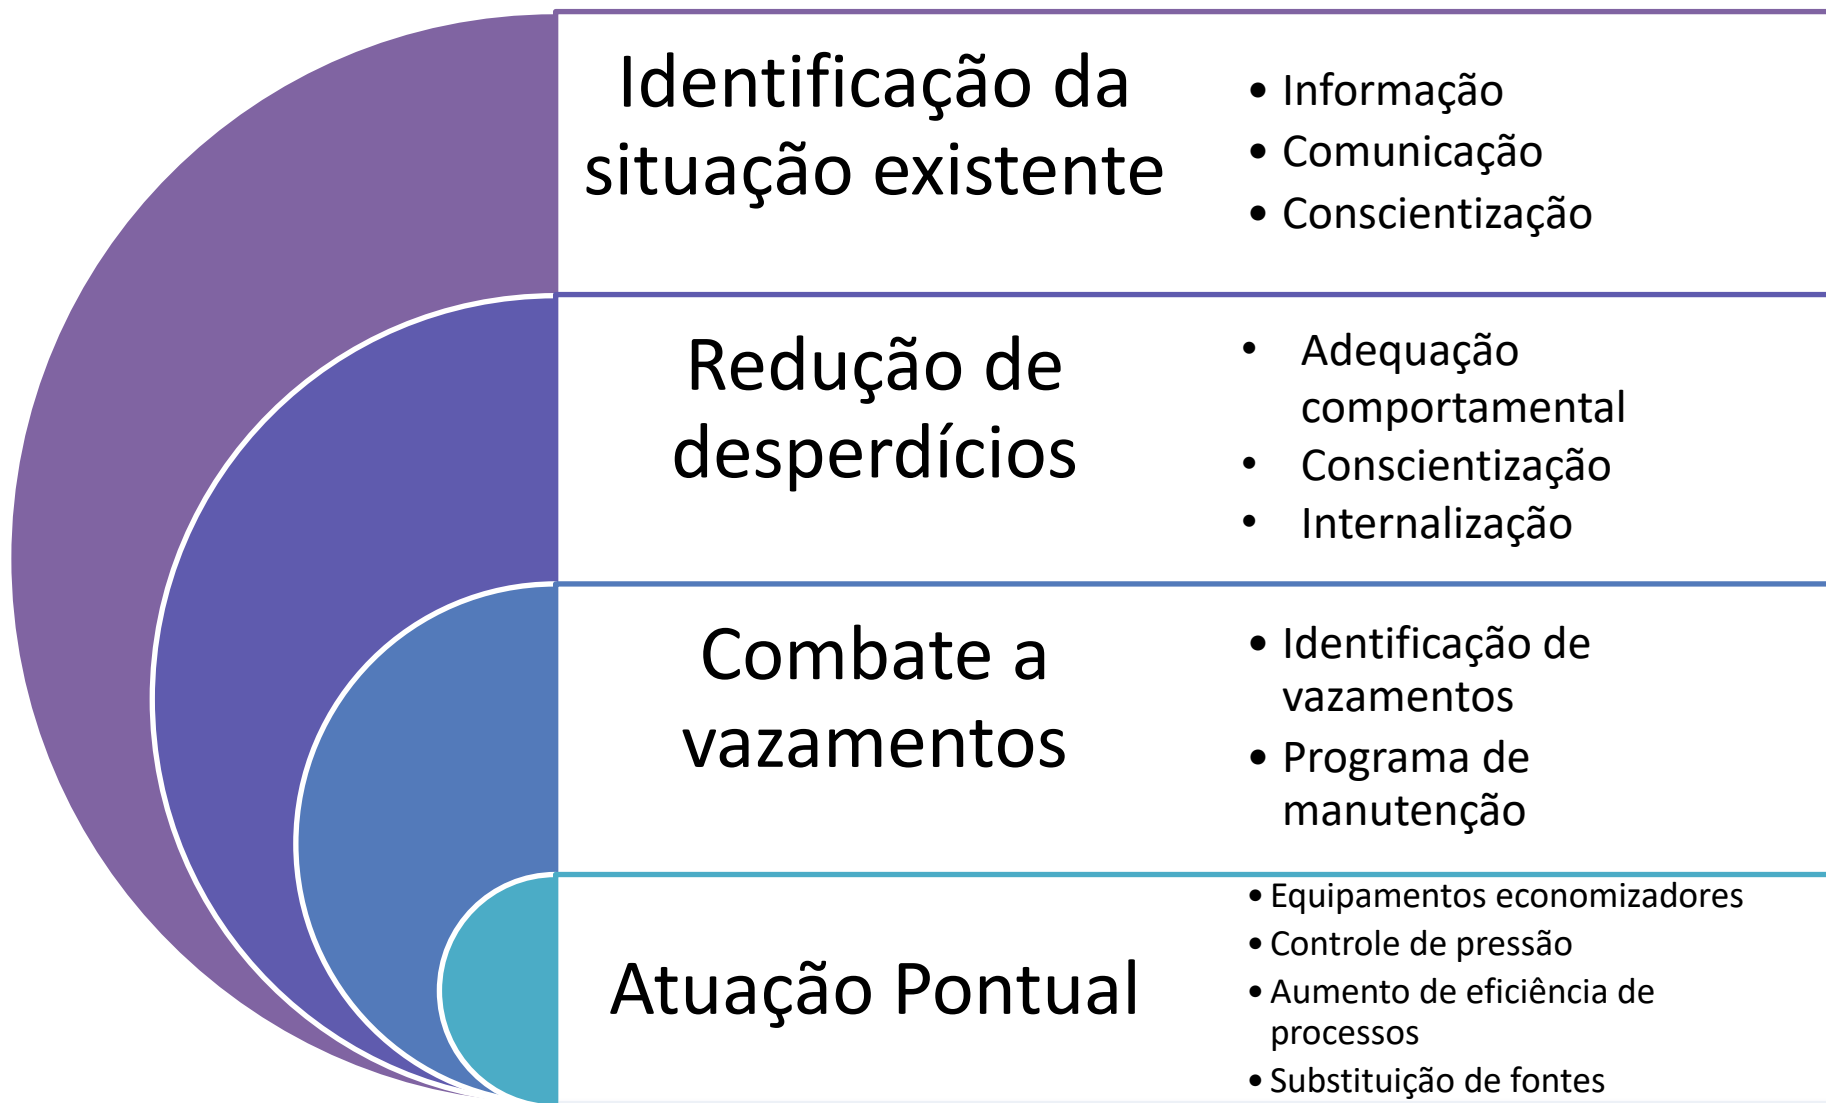 Identificação da
situação existente
• Informação
• Comunicação
• Conscientização
Redução de
desperdícios
• Adequação
comportamental
• Conscientização
• Internalização
Combate a
vazamentos
• Identificação de
vazamentos
• Programa de
manutenção
Atuação Pontual
• Equipamentos economizadores
• Controle de pressão
• Aumento de eficiência de
processos
• Substituição de fontes